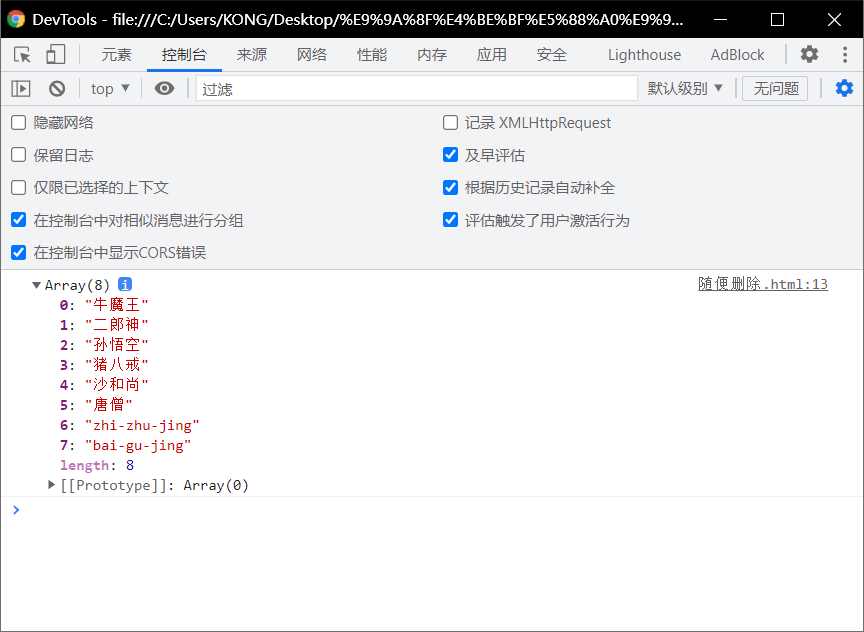 DevTools - file:///C:/Users/KONG/Desktop/%E9%9A%8F%E4%BE%BF%E5%88%A0%E9%9...
元素 控制台 来源 网络 性能 内存 应用 安全 Lighthouse AdBlock
top 过滤 默认级别 无问题
隐藏网络 记录 XMLHttpRequest
保留日志 及早评估
仅限已选择的上下文 根据历史记录自动补全
在控制台中对相似消息进行分组 评估触发了用户激活行为
在控制台中显示CORS错误
Array(8) i 随便删除.html:13
0: "牛魔王"
1: "二郎神"
2: "孙悟空"
3: "猪八戒"
4: "沙和尚"
5: "唐僧"
6: "zhi-zhu-jing"
7: "bai-gu-jing"
length: 8
[[Prototype]]: Array(0)